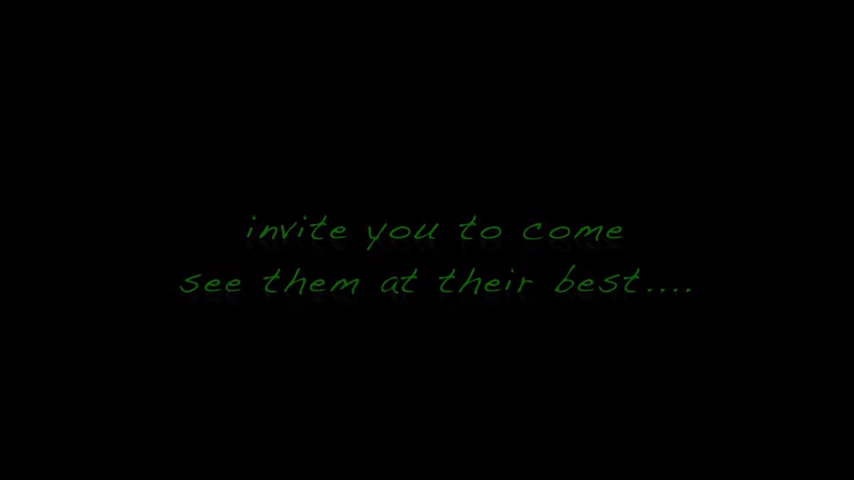 invite you to come
see them at their best....